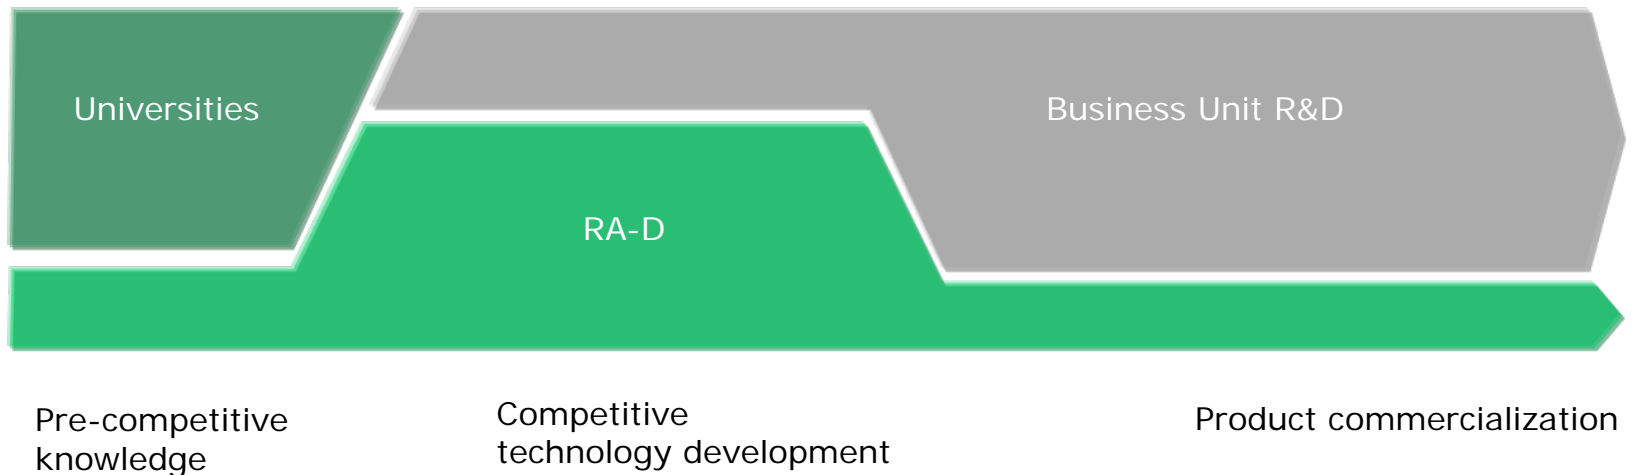 Universities
Business Unit R&D
RA-D
Pre-competitive
knowledge
Competitive
technology development
Product commercialization